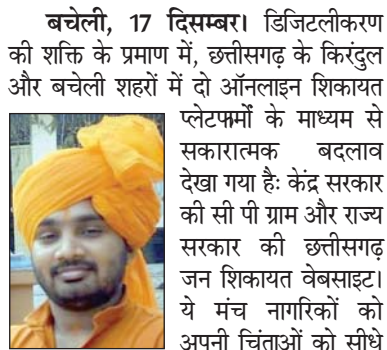 बचेली, 17 दिसम्बर। डिजिटलीकरण
की शक्ति के प्रमाण में, छत्तीसगढ़ के किरंदुल
और बचेली शहरों में दो ऑनलाइन शिकायत
प्लेटफार्मों के माध्यम से
सकारात्मक बदलाव
देखा गया हैः केंद्र सरकार
की सी पी ग्राम और राज्य
सरकार की छत्तीसगढ़
जन शिकायत वेबसाइट।
ये मंच नागरिकों को
अपनी चिंताओं को सीधे